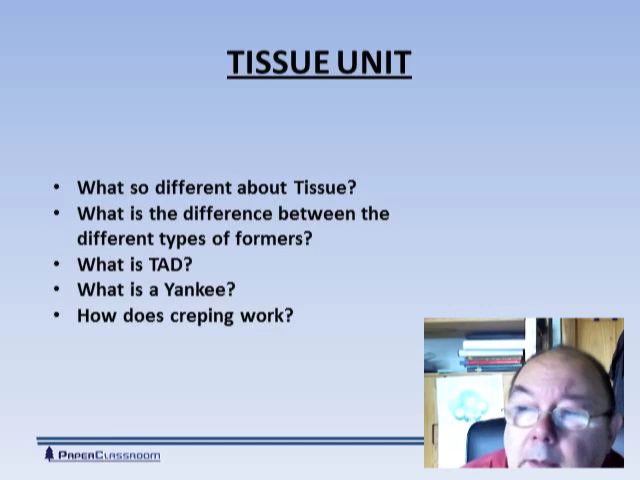 TISSUE UNIT
• What so different about Tissue?
• What is the difference between the
different types of formers?
• What is TAD?
• What is a Yankee?
• How does creping work?
PAPERCLASSROOM